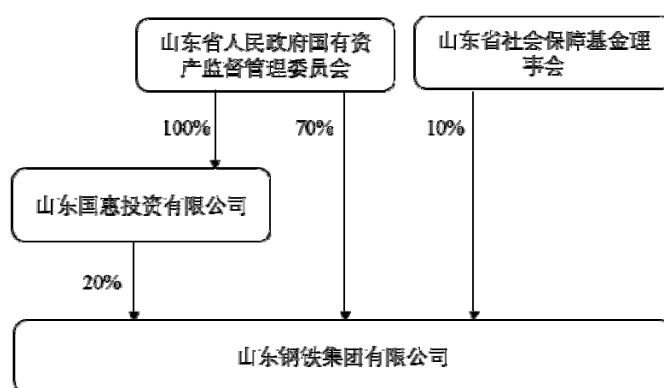 山东省人民政府国有资
产监督管理委员会
山东省社会保障基金理
事会
100%
70%
10%
山东国惠投资有限公司
20%
山东钢铁集团有限公司